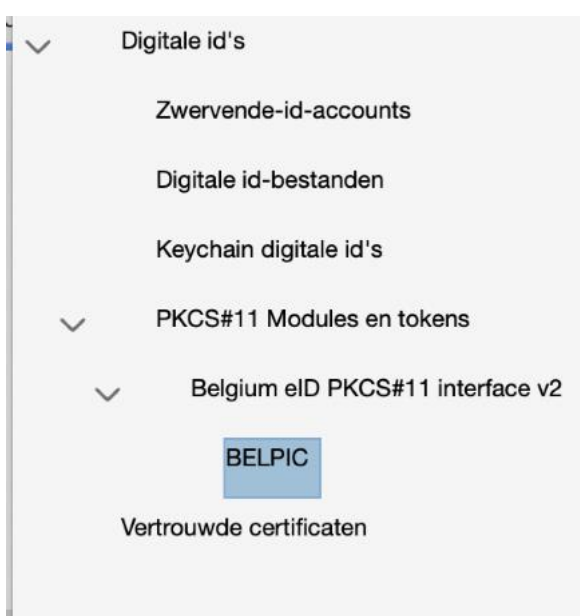 Digitale id's
Zwervende-id-accounts
Digitale id-bestanden
Keychain digitale id's
PKCS#11 Modules en tokens
Belgium eID PKCS#11 interface v2
BELPIC
Vertrouwde certificaten